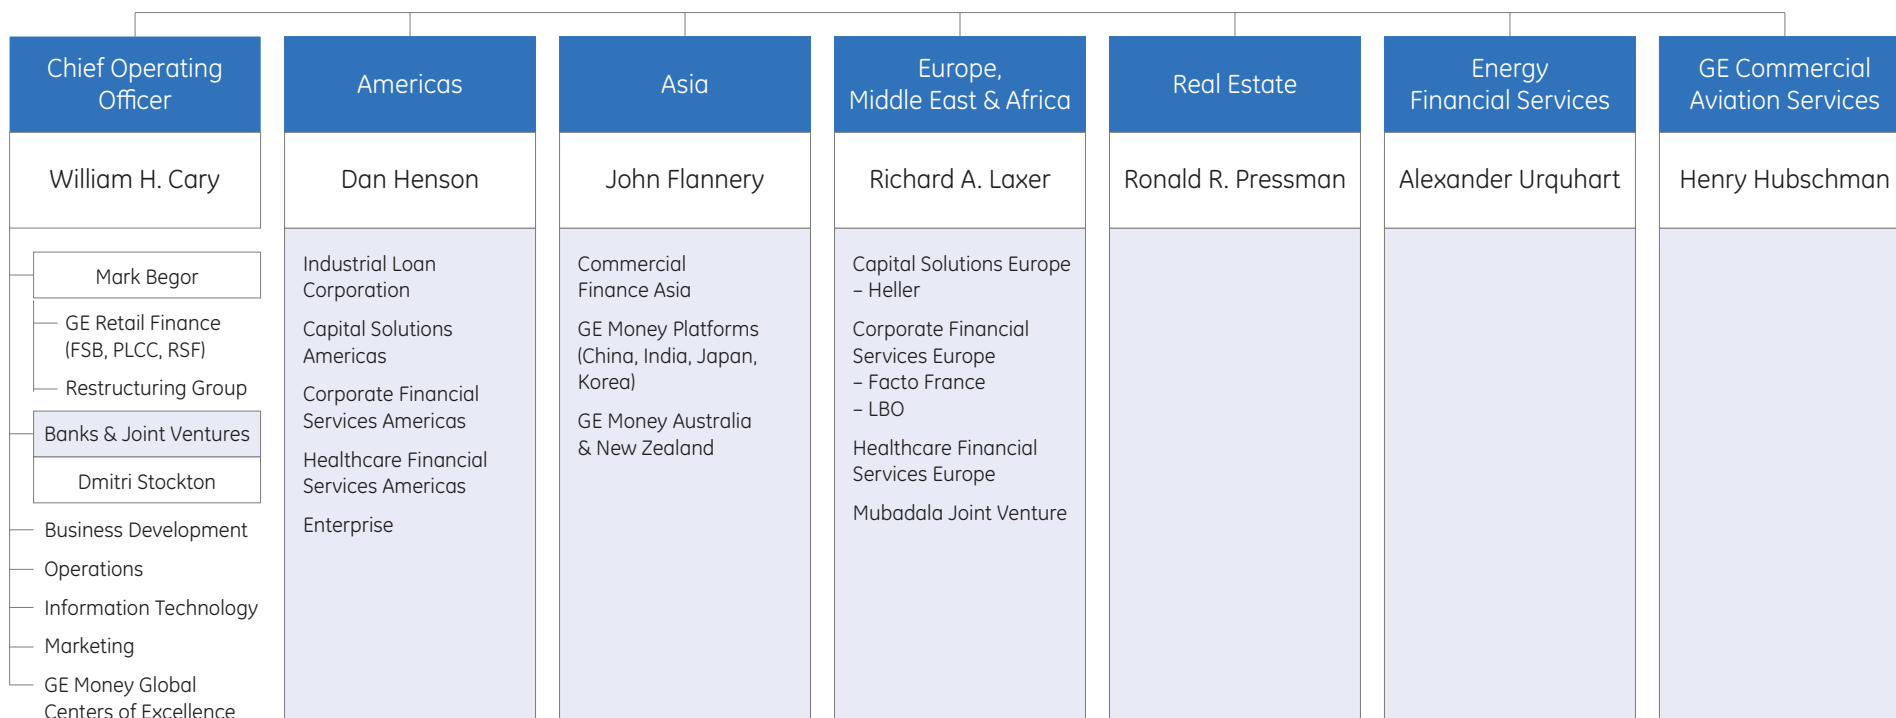 Chief Operating
Officer
William H. Cary
Mark Begor
GE Retail Finance
(FSB, PLCC, RSF)
Restructuring Group
Banks & Joint Ventures
Dmitri Stockton
Business Development
Operations
Information Technology
Marketing
GE Money Global
Centers of Excellence
Americas
Dan Henson
Industrial Loan
Corporation
Capital Solutions
Americas
Corporate Financial
Services Americas
Healthcare Financial
Services Americas
Enterprise
Asia
John Flannery
Commercial
Finance Asia
GE Money Platforms
(China, India, Japan,
Korea)
GE Money Australia
& New Zealand
Europe,
Middle East & Africa
Richard A. Laxer
Capital Solutions Europe
– Heller
Corporate Financial
Services Europe
– Facto France
– LBO
Healthcare Financial
Services Europe
Mubadala Joint Venture
Real Estate
Ronald R. Pressman
Energy
Financial Services
Alexander Urquhart
GE Commercial
Aviation Services
Henry Hubschman